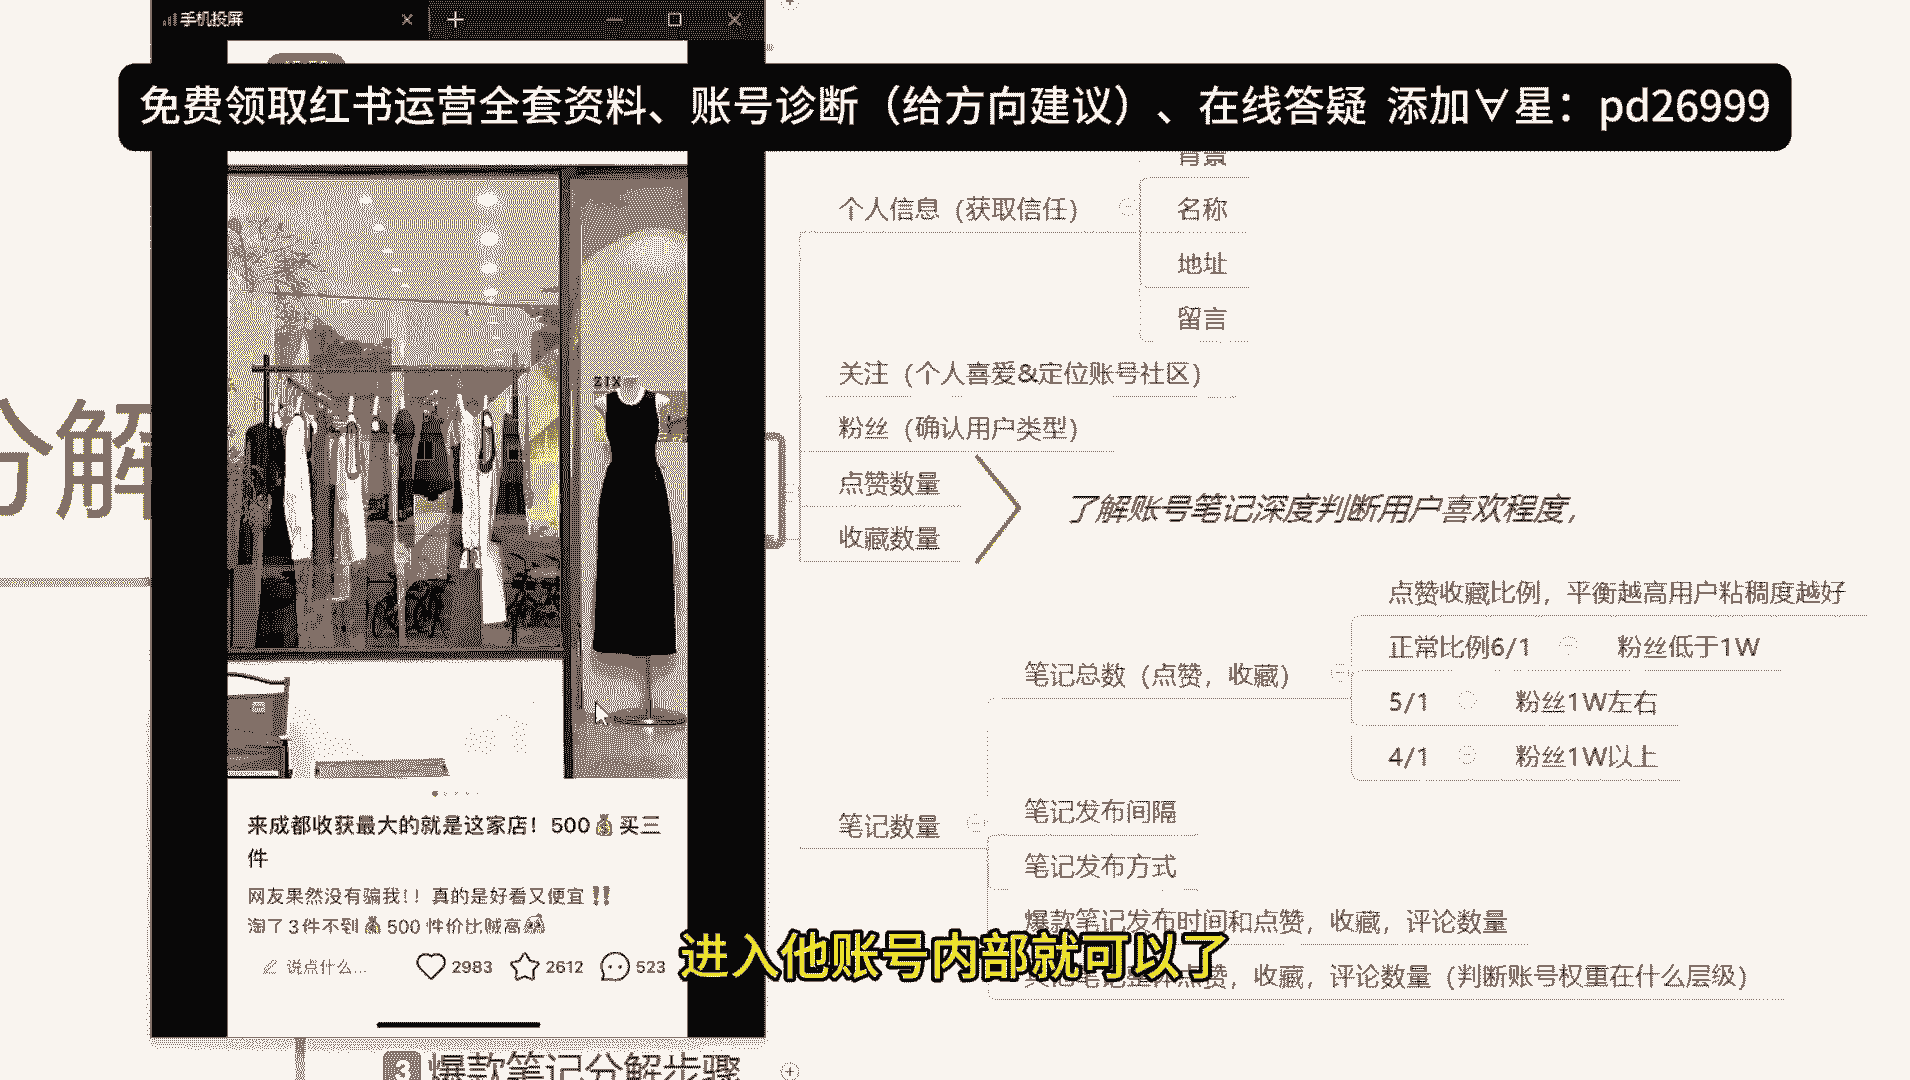 手机投屏
免费领取红书运营全套资料、账号诊断（给方向建议）、在线答疑 添加∀星：pd26999
背景
个人信息（获取信任）
名称
地址
留言
关注（个人喜爱&定位账号社区）
粉丝（确认用户类型）
点赞数量
收藏数量
了解账号笔记深度判断用户喜欢程度，
分解
点赞收藏比例，平衡越高用户粘稠度越好
正常比例6/1
粉丝低于1W
笔记总数（点赞，收藏）
5/1
粉丝1W左右
4/1
粉丝1W以上
笔记数量
笔记发布间隔
笔记发布方式
爆款笔记发布时间和点赞，收藏，评论数量
点赞，收藏，评论数量（判断账号权重在什么层级）
ZIX
来成都收获最大的就是这家店！500💰买三
件
网友果然没有骗我！！真的是好看又便宜‼️
淘了3件不到💰500 性价比贼高
说点什么...
2983
2612
523
进入他账号内部就可以了
3 爆款笔记分解步骤